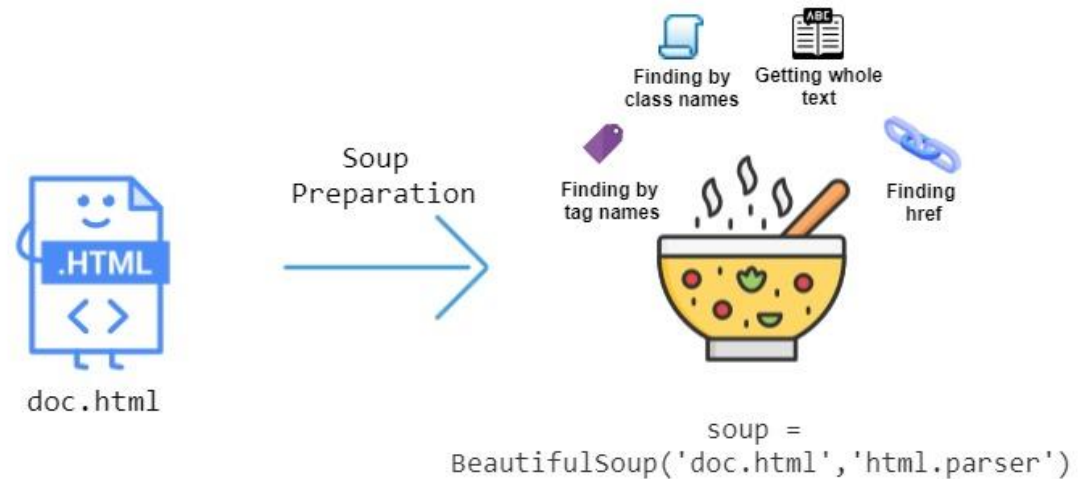 ABC
Finding by
class names
Getting whole
text
Soup
Preparation
Finding by
tag names
Finding
href
.HTML
< >
doc.html
soup =
BeautifulSoup('doc.html','html.parser')